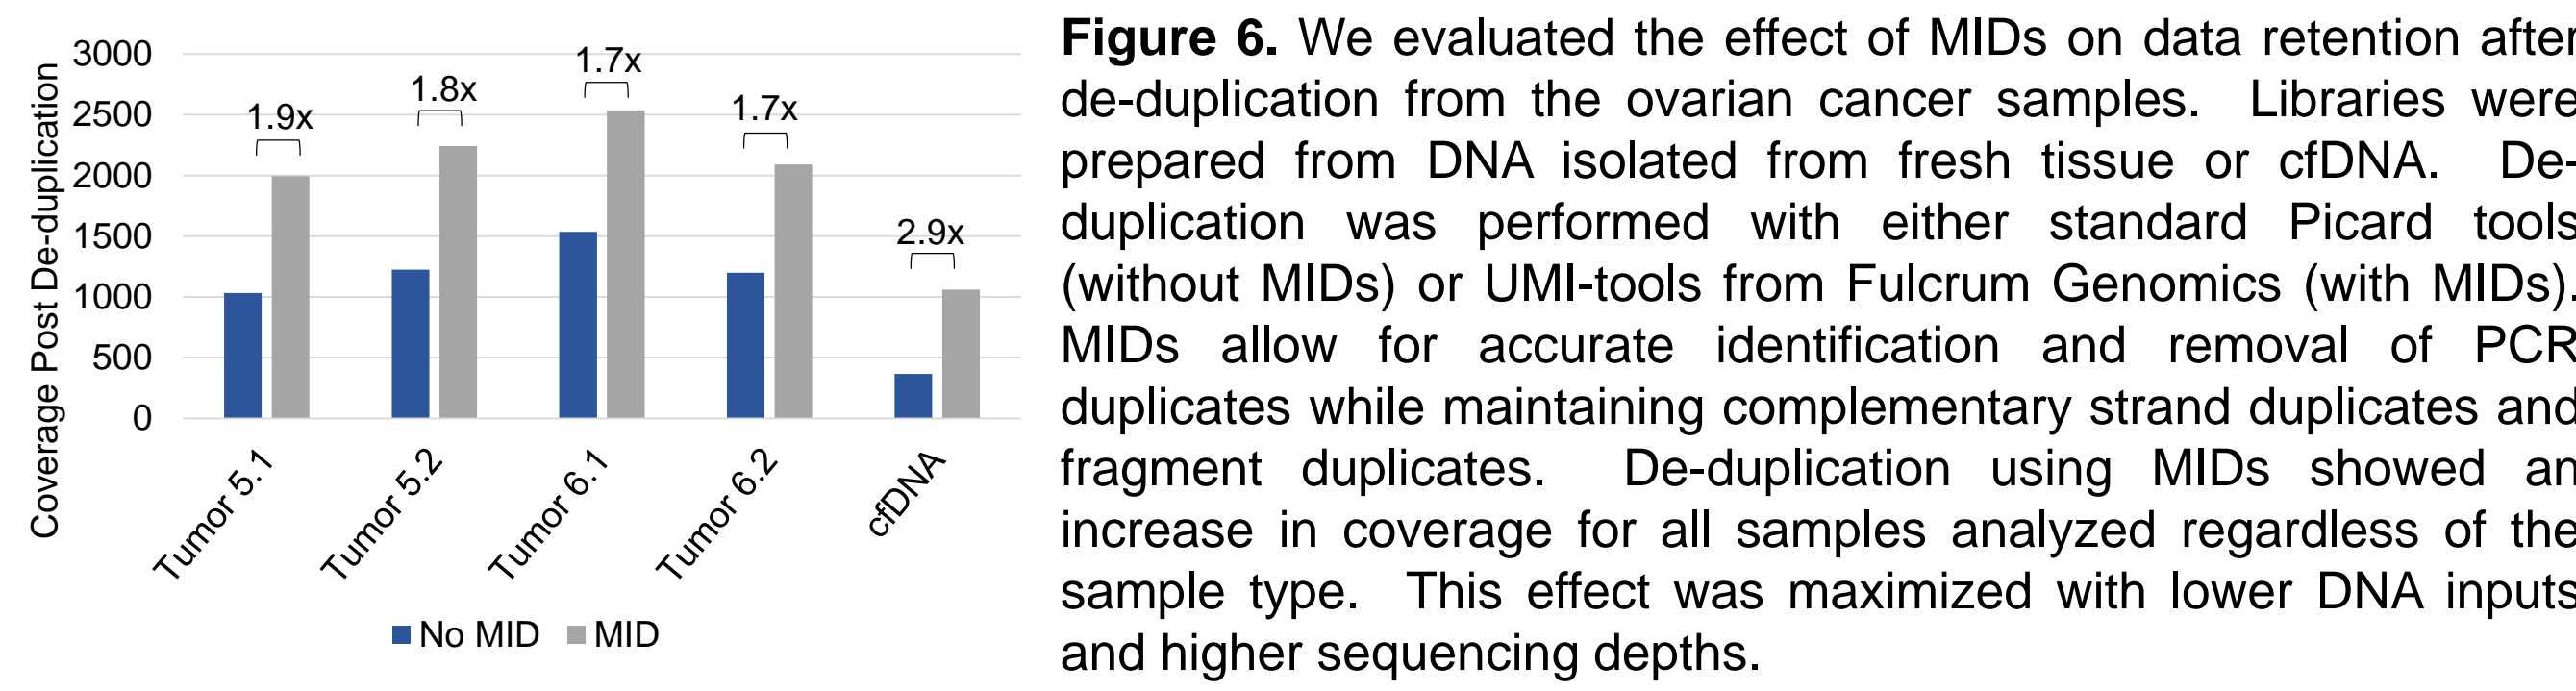 3000
2500
2000
1500
1000
500
0
Coverage Post De-duplication
1.9x
1.8x
1.7x
1.7x
2.9x
Tumor 5.1
Tumor 5.2
Tumor 6.1
Tumor 6.2
cfDNA
No MID
MID
Figure 6. We evaluated the effect of MIDs on data retention after
de-duplication from the ovarian cancer samples. Libraries were
prepared from DNA isolated from fresh tissue or cfDNA. De-
duplication was performed with either standard Picard tools
(without MIDs) or UMI-tools from Fulcrum Genomics (with MIDs).
MIDs allow for accurate identification and removal of PCR
duplicates while maintaining complementary strand duplicates and
fragment duplicates. De-duplication using MIDs showed an
increase in coverage for all samples analyzed regardless of the
sample type. This effect was maximized with lower DNA inputs
and higher sequencing depths.